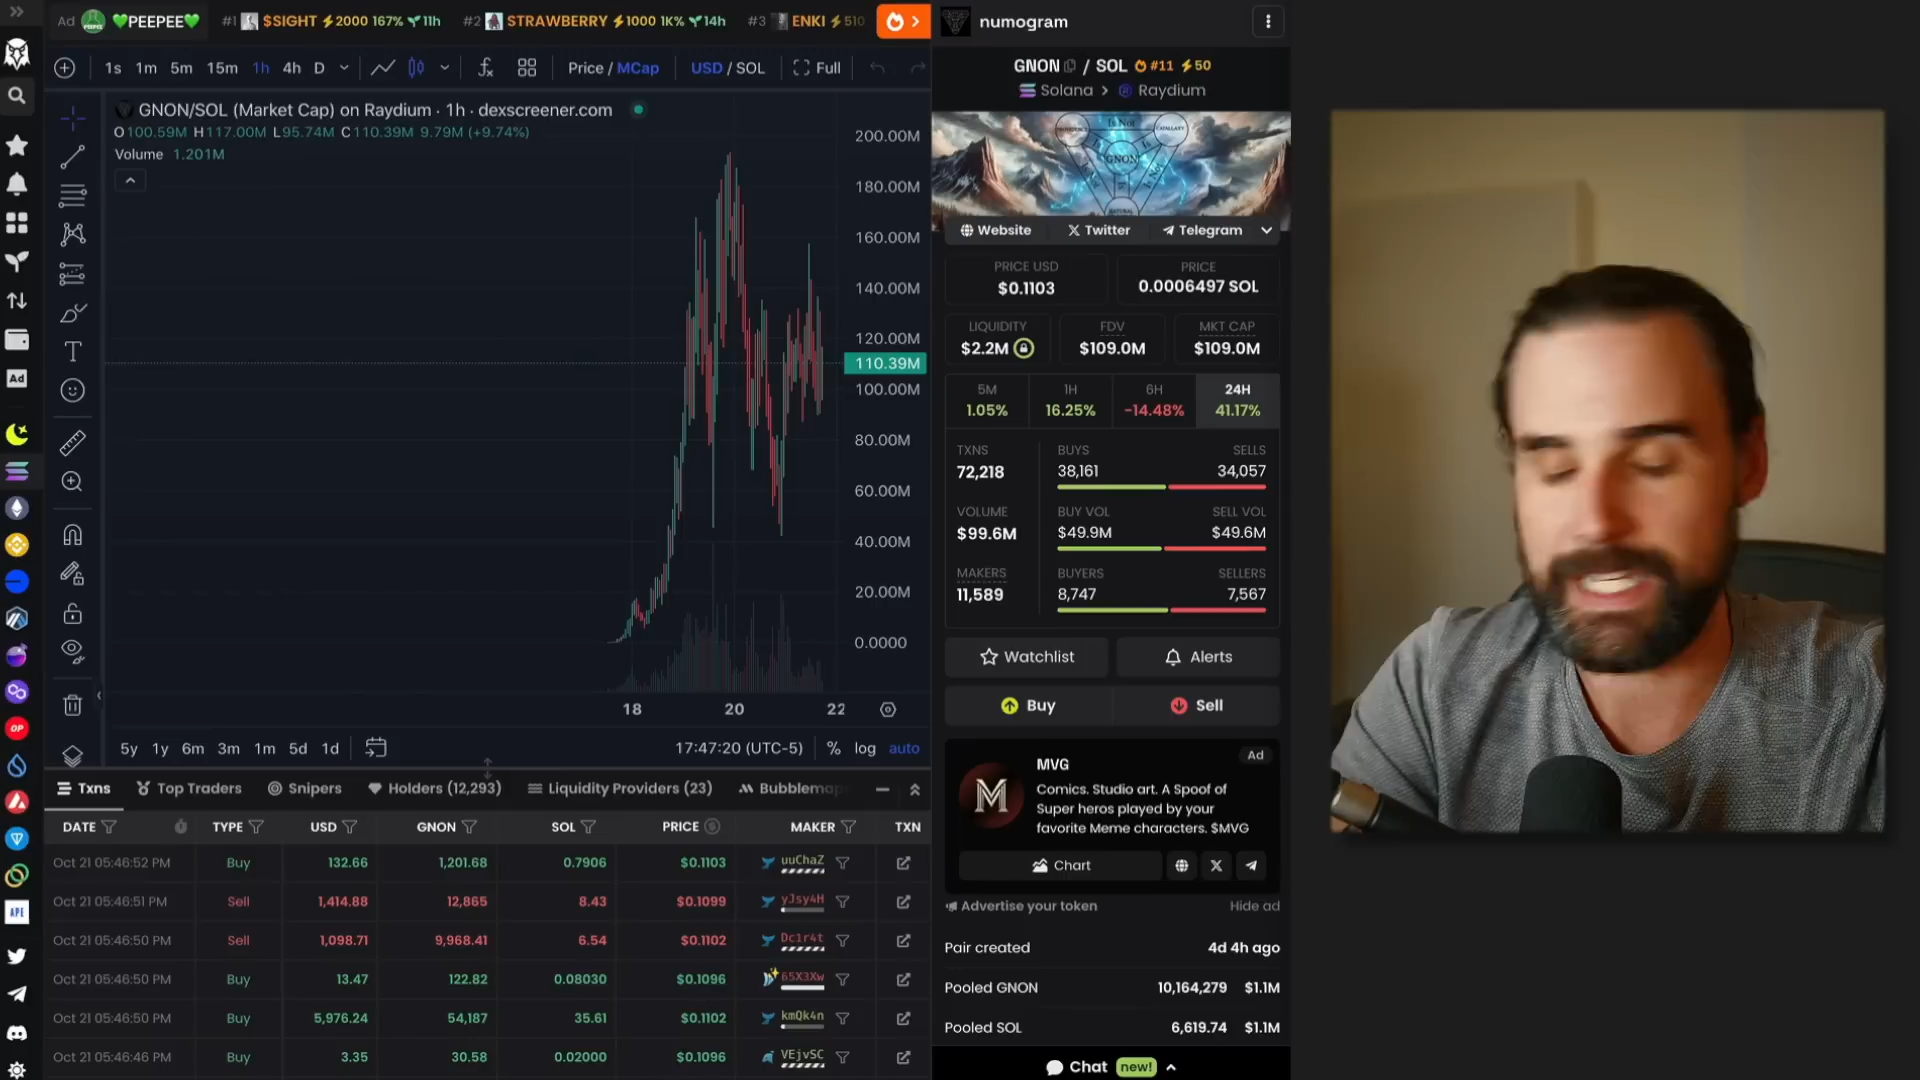 Ad 💚PEEPEE💚 #1 $SIGHT ⚡2000 167% 11h #2 STRAWBERRY ⚡1000 1K% 14h #3 ENKI ⚡510
1s 1m 5m 15m 1h 4h D Price / MCap USD / SOL Full
GNON/SOL (Market Cap) on Raydium · 1h · dexscreener.com
O100.59M H117.00M L95.74M C110.39M 9.79M (+9.74%)
Volume 1.201M
200.00M
180.00M
160.00M
140.00M
120.00M
110.39M
100.00M
80.00M
60.00M
40.00M
20.00M
0.0000
18 20 22
5y 1y 6m 3m 1m 5d 1d 17:47:20 (UTC-5) % log auto
Txns Top Traders Snipers Holders (12,293) Liquidity Providers (23) Bubblemap
DATE TYPE USD GNON SOL PRICE MAKER TXN
Oct 21 05:46:52 PM Buy 132.66 1,201.68 0.7906 $0.1103 uuChaZ
Oct 21 05:46:51 PM Sell 1,414.88 12,865 8.43 $0.1099 yJsy4H
Oct 21 05:46:50 PM Sell 1,098.71 9,968.41 6.54 $0.1102 Dc1r4t
Oct 21 05:46:50 PM Buy 13.47 122.82 0.08030 $0.1096 65X3Xw
Oct 21 05:46:50 PM Buy 5,976.24 54,187 35.61 $0.1102 kmQk4n
Oct 21 05:46:46 PM Buy 3.35 30.58 0.02000 $0.1096 VEjvSC
Ad
APE
OP
numogram
GNON / SOL #11 ⚡50
Solana > Raydium
Is Not
CATALLAXY
GNON
NATURAL
Website Twitter Telegram
PRICE USD PRICE
$0.1103 0.0006497 SOL
LIQUIDITY FDV MKT CAP
$2.2M $109.0M $109.0M
5M 1H 6H 24H
1.05% 16.25% -14.48% 41.17%
TXNS BUYS SELLS
72,218 38,161 34,057
VOLUME BUY VOL SELL VOL
$99.6M $49.9M $49.6M
MAKERS BUYERS SELLERS
11,589 8,747 7,567
Watchlist Alerts
Buy Sell
Ad
MVG
Comics. Studio art. A Spoof of
Super heros played by your
favorite Meme characters. $MVG
Chart
Advertise your token Hide ad
Pair created 4d 4h ago
Pooled GNON 10,164,279 $1.1M
Pooled SOL 6,619.74 $1.1M
Chat new!